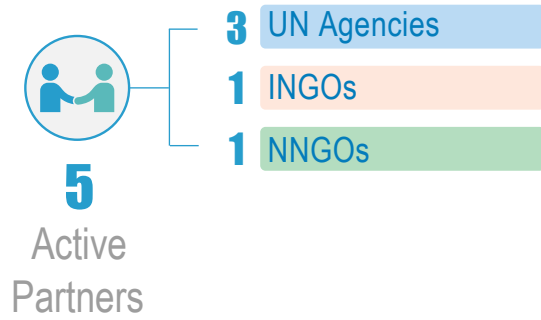 3 UN Agencies
1 INGOs
1 NNGOs
5
Active
Partners